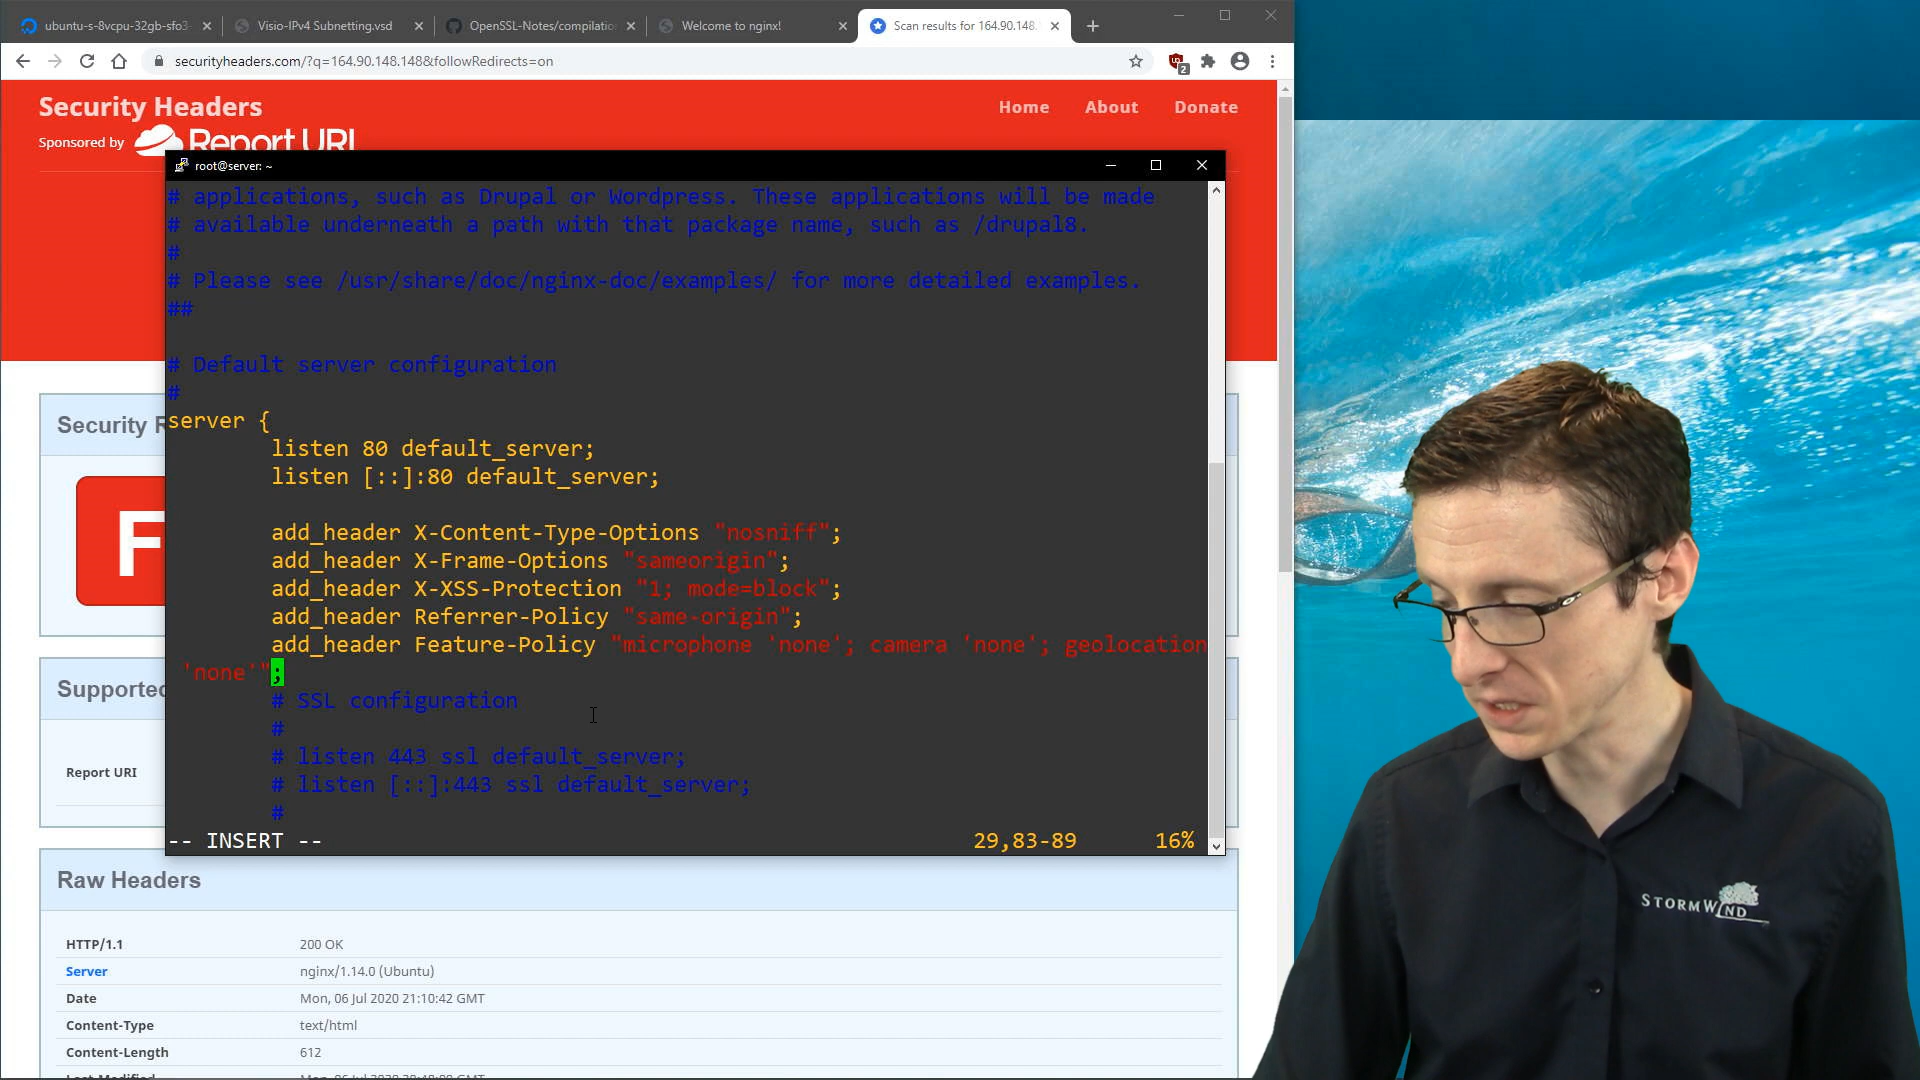 ubuntu-s-8vcpu-32gb-sfo3-
Visio-IPv4 Subnetting.vsd
OpenSSL-Notes/compilatio
Welcome to nginx!
Scan results for 164.90.148.
securityheaders.com/?q=164.90.148.148&followRedirects=on
2
Security Headers
Home
About
Donate
Sponsored by
Report URI
root@server: ~
# applications, such as Drupal or Wordpress. These applications will be made
# available underneath a path with that package name, such as /drupal8.
#
# Please see /usr/share/doc/nginx-doc/examples/ for more detailed examples.
##
# Default server configuration
#
server {
listen 80 default_server;
listen [::]:80 default_server;
add_header X-Content-Type-Options "nosniff";
add_header X-Frame-Options "sameorigin";
add_header X-XSS-Protection "1; mode=block";
add_header Referrer-Policy "same-origin";
add_header Feature-Policy "microphone 'none'; camera 'none'; geolocation
'none'";
# SSL configuration
#
# listen 443 ssl default_server;
# listen [::]:443 ssl default_server;
#
-- INSERT --
29,83-89
16%
Security R
F
Supported
Report URI
Raw Headers
HTTP/1.1
200 OK
Server
nginx/1.14.0 (Ubuntu)
Date
Mon, 06 Jul 2020 21:10:42 GMT
Content-Type
text/html
Content-Length
612
STORMWIND